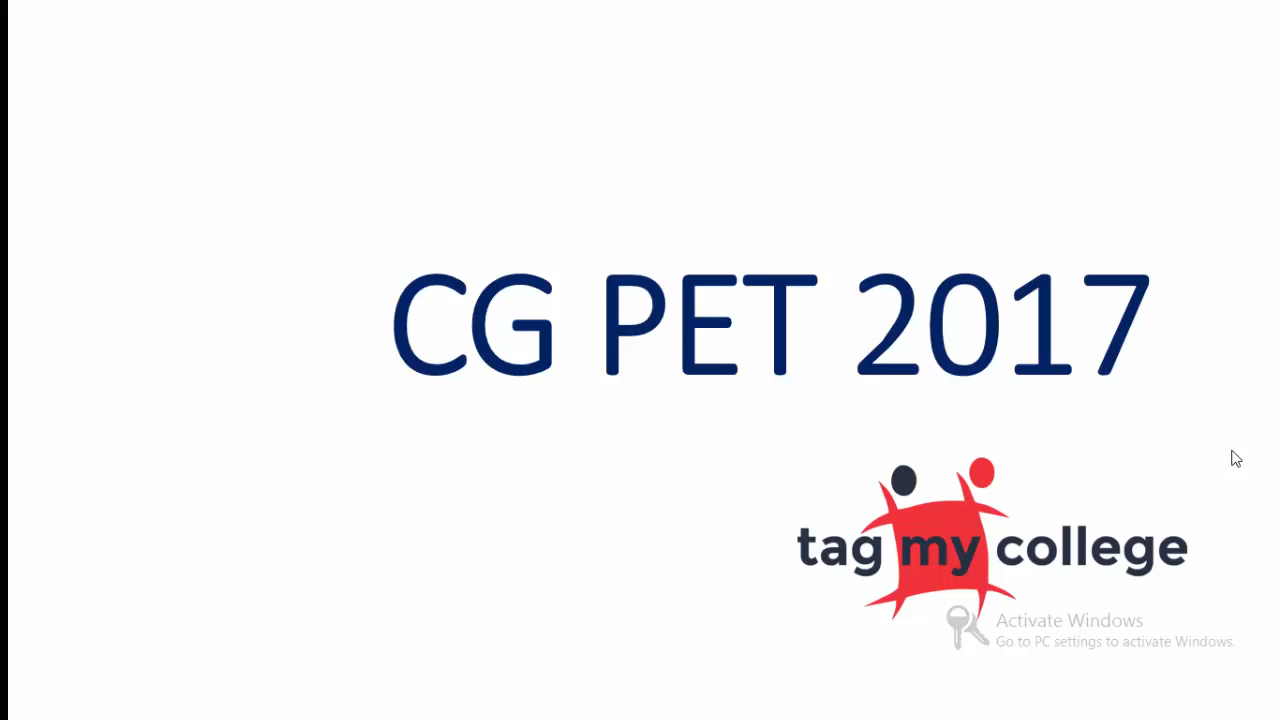 CG PET 2017
tag my college
Activate Windows
Go to PC settings to activate Windows.